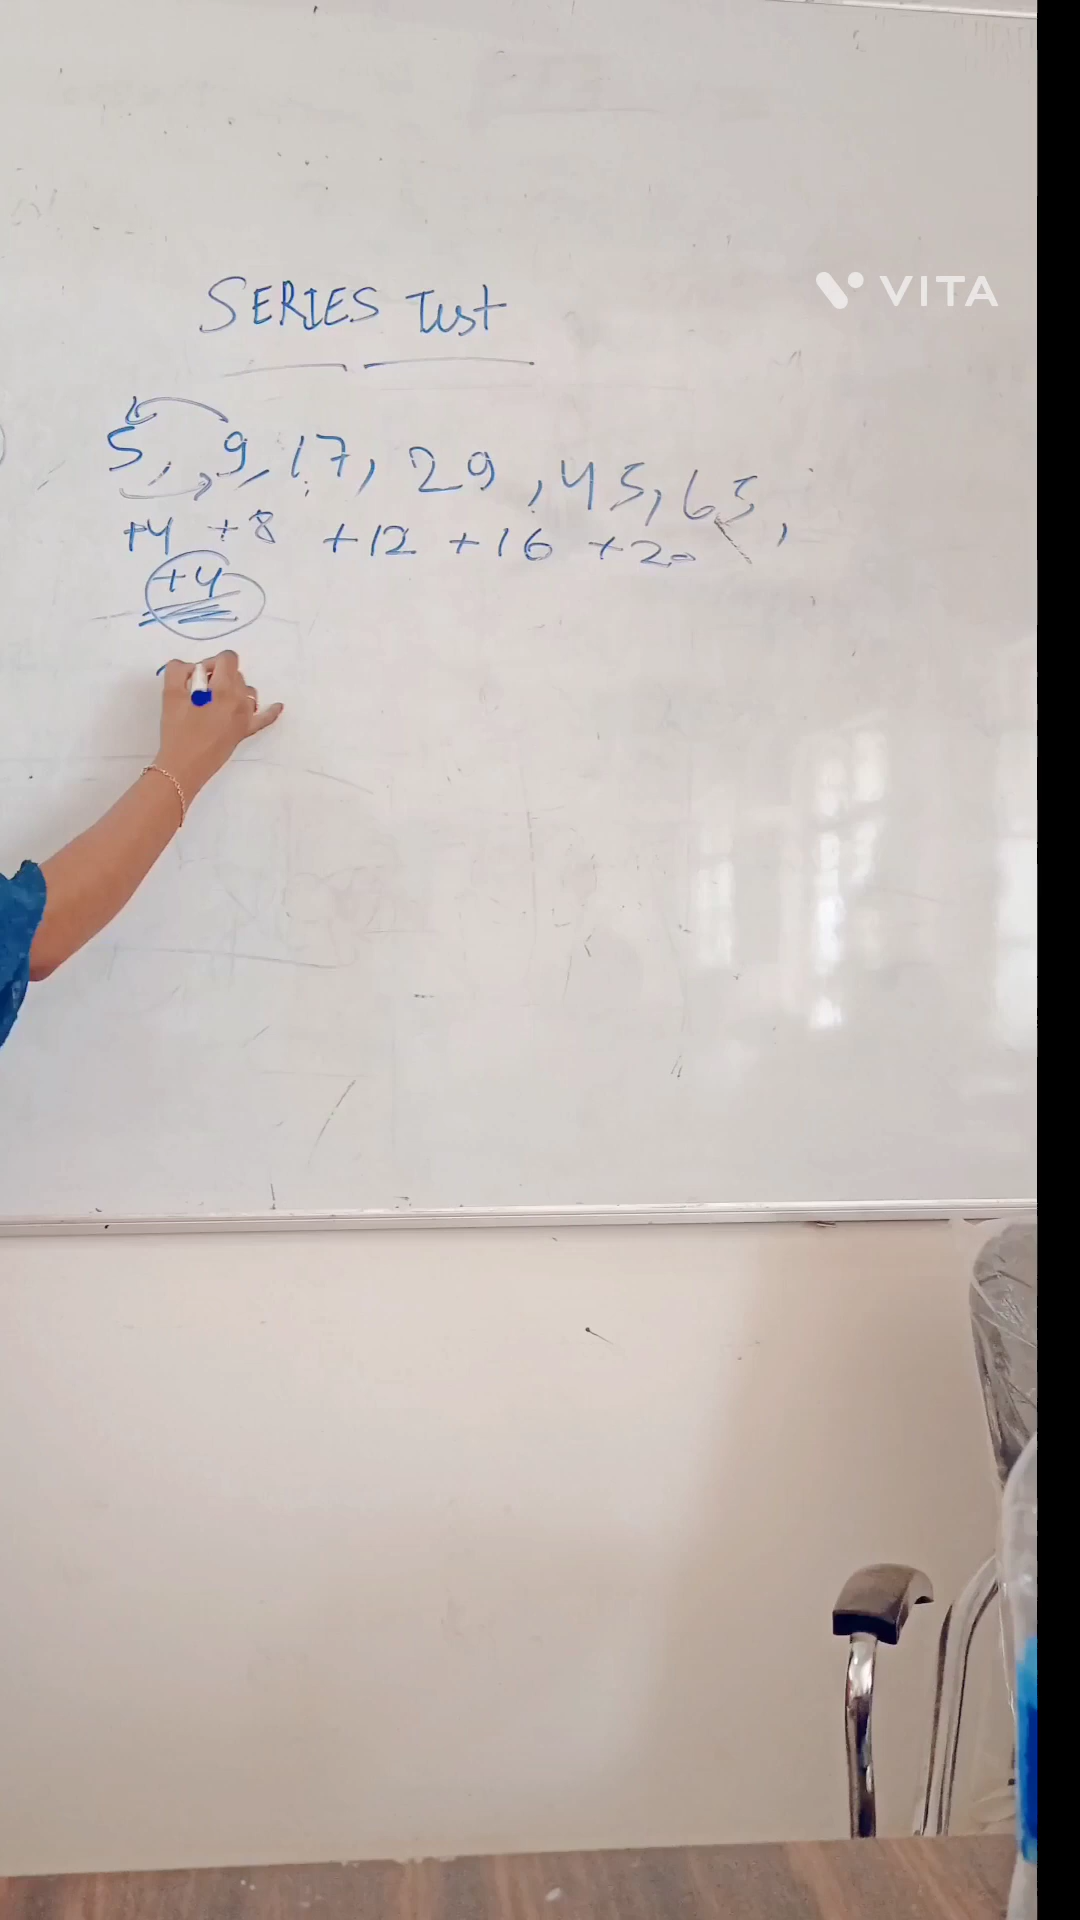 VITA
SERIES Test
5, 9, 17, 29, 45, 65,
+4 +8 +12 +16 +20
+4